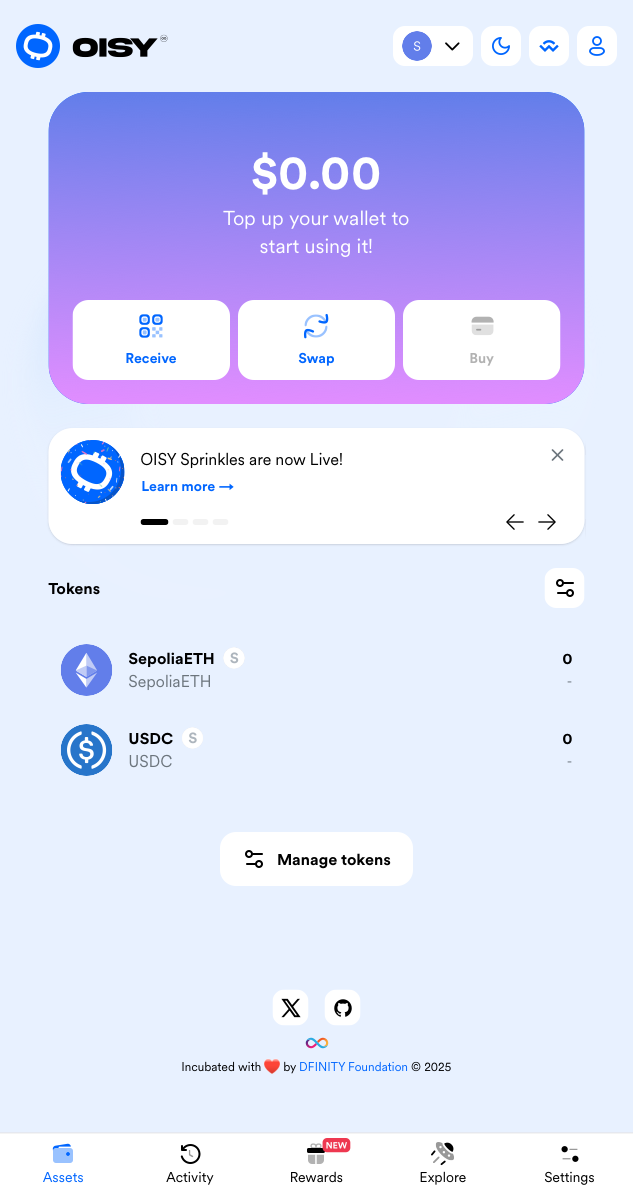 OISY
S
$0.00
Top up your wallet to
start using it!
Receive
Swap
Buy
OISY Sprinkles are now Live!
Learn more →
Tokens
SepoliaETH S
0
SepoliaETH
-
USDC S
0
USDC
-
Manage tokens
Incubated with ❤️ by DFINITY Foundation © 2025
NEW
Assets
Activity
Rewards
Explore
Settings